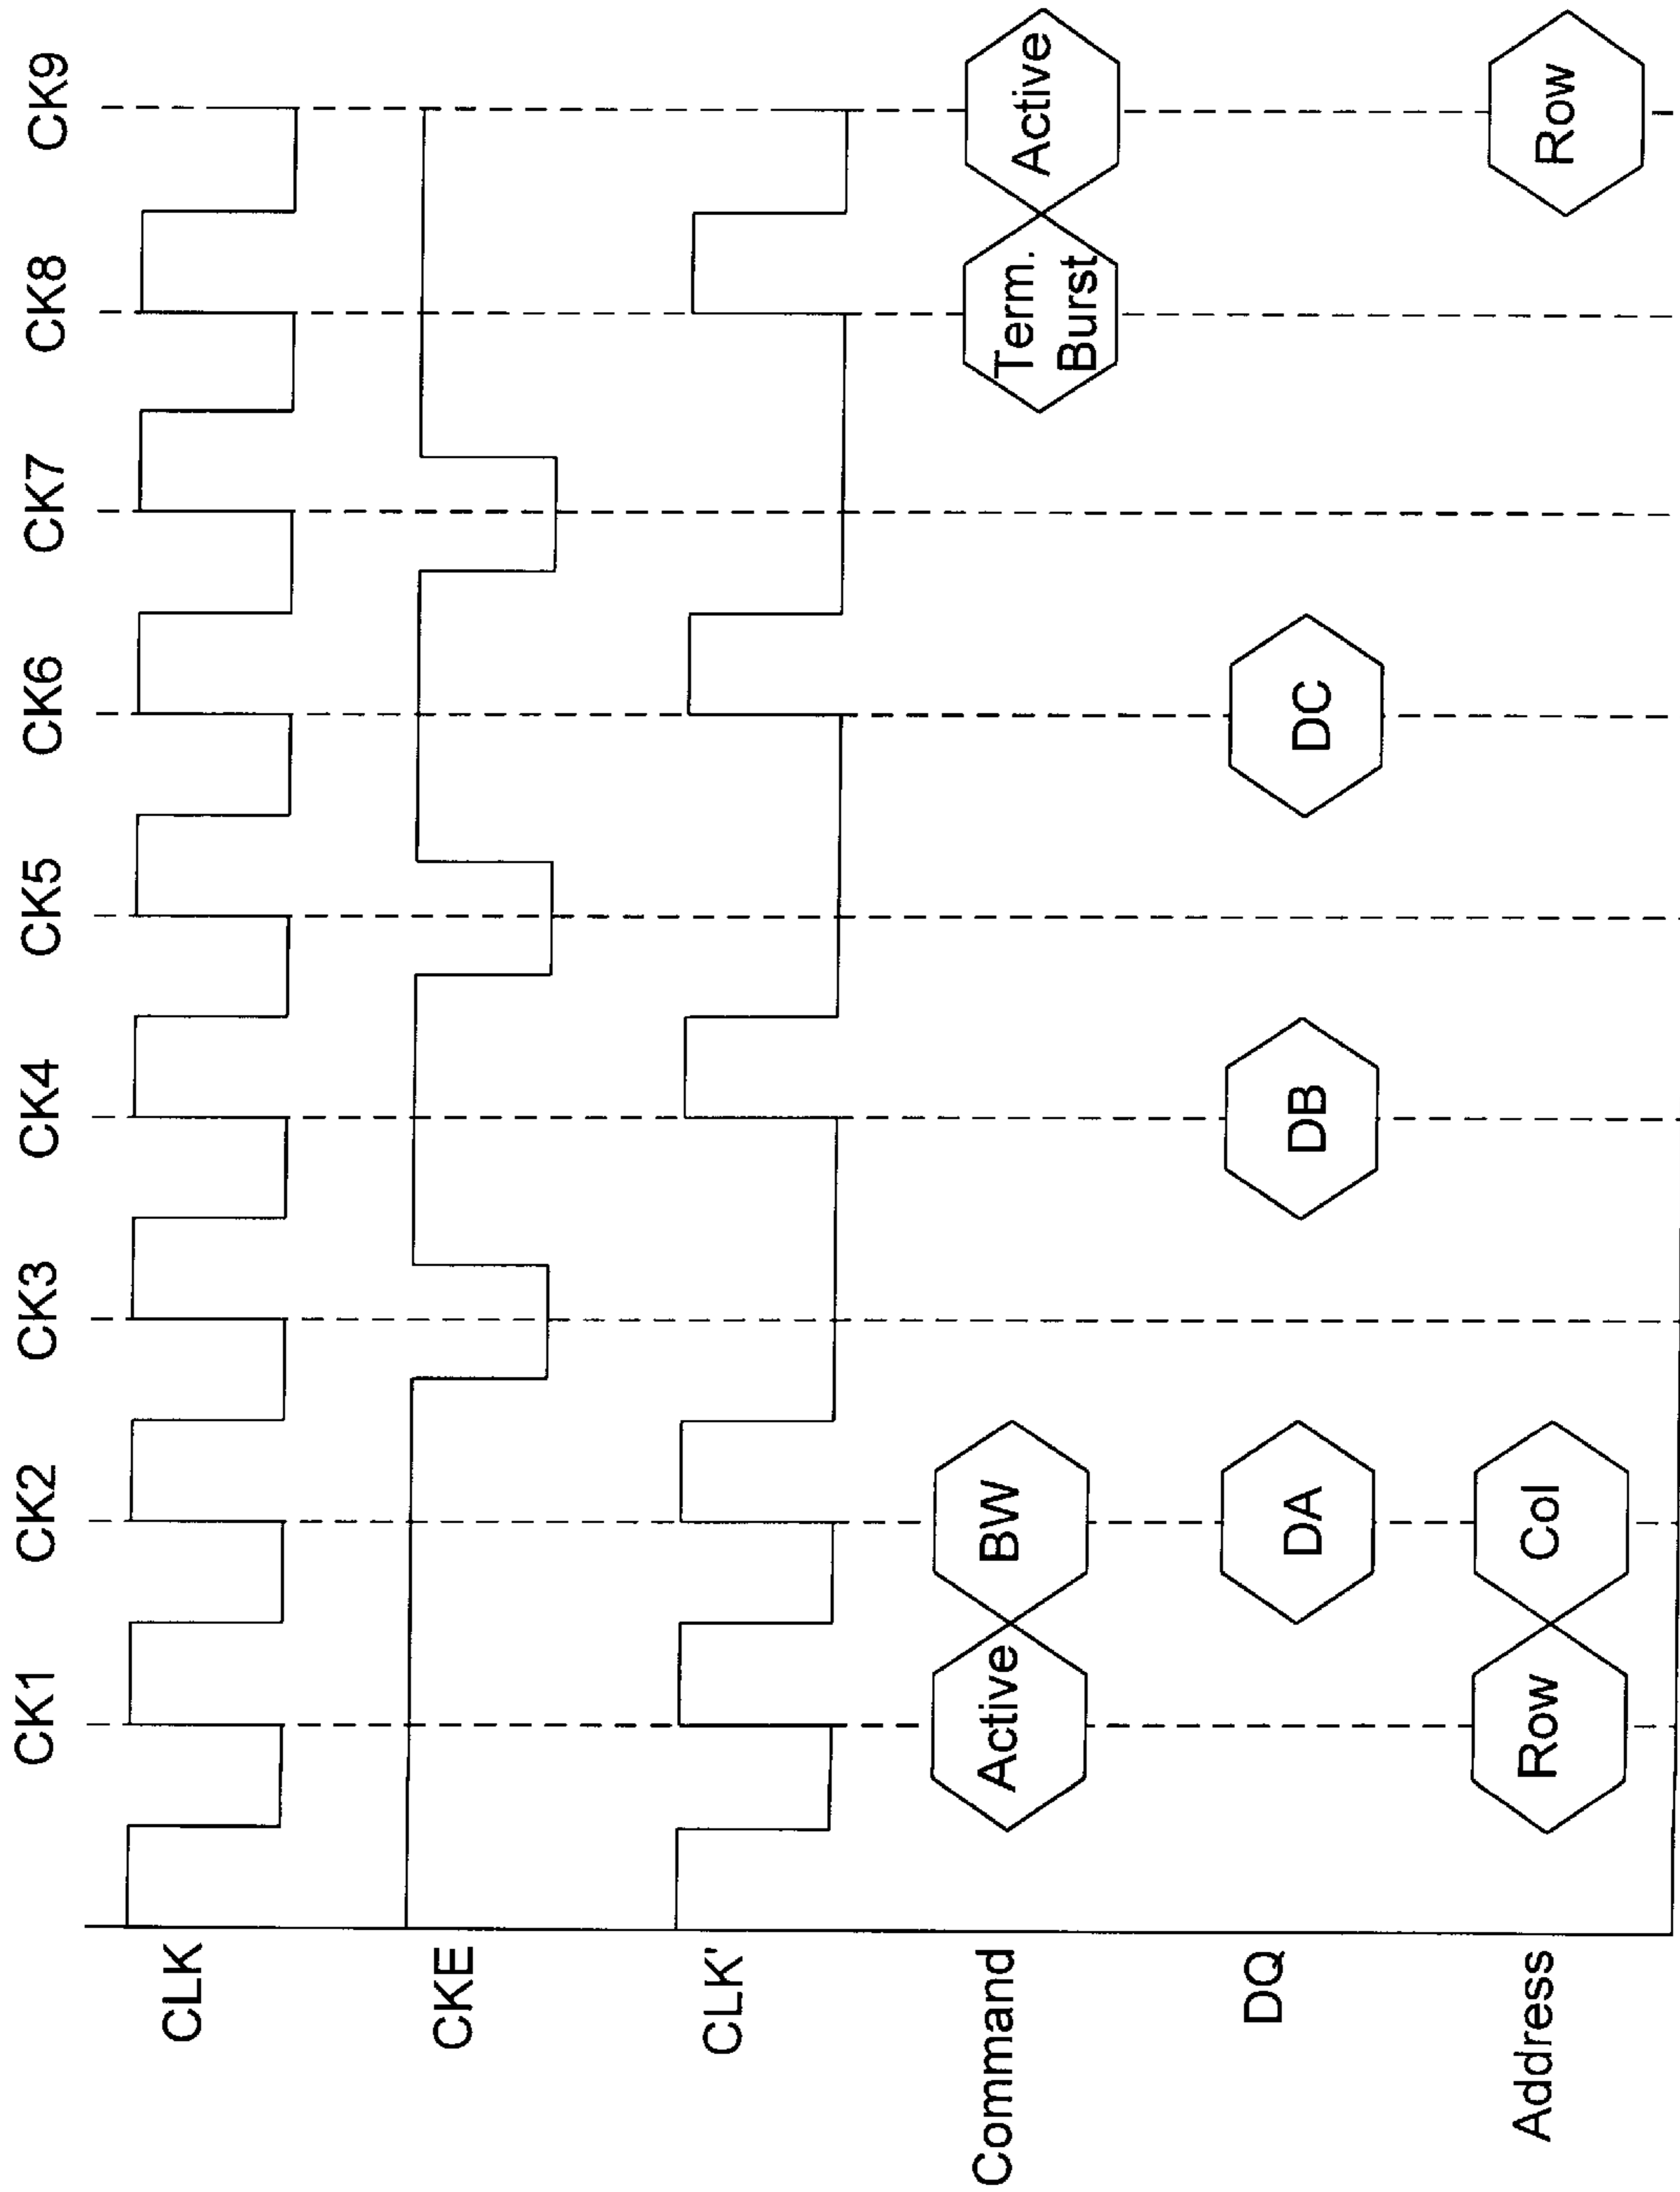 CK1 CK2 CK3 CK4 CK5 CK6 CK7 CK8 CK9
CLK
CKE
CLK'
Command Active BW Term. Burst Active
DQ DA DB DC
Address Row Col Row